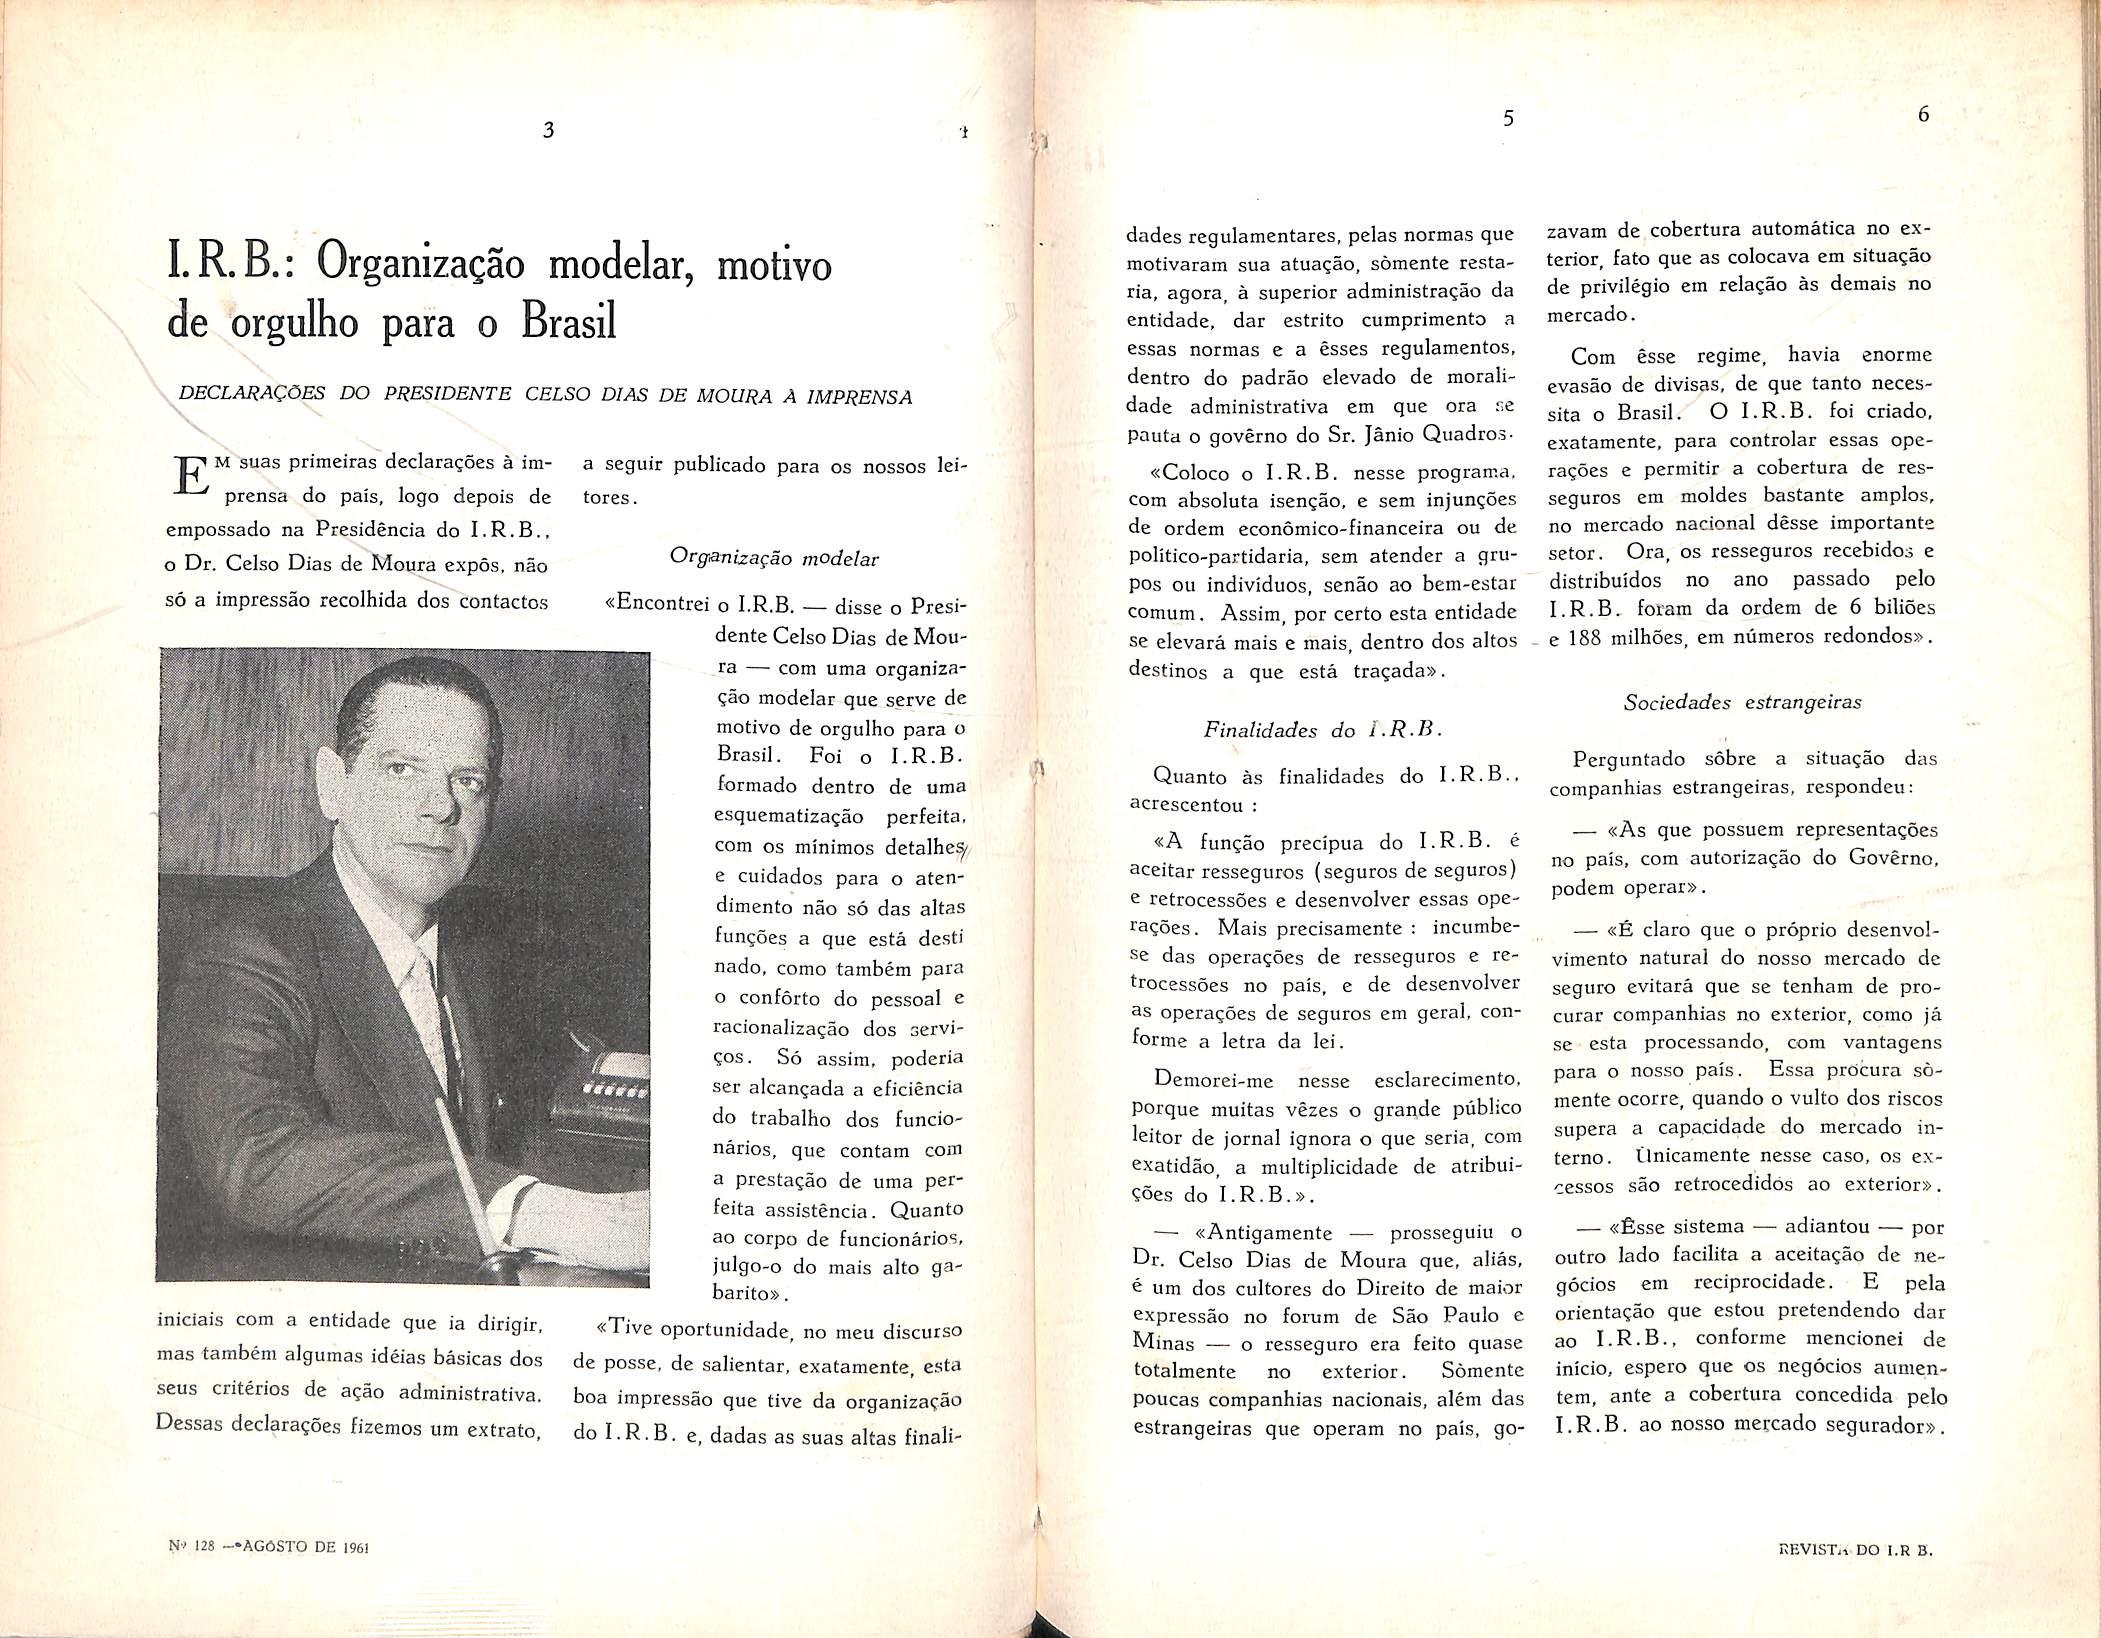 3
4
I.R.B.: Organização modelar, motivo
de orgulho para o Brasil
DECLARAÇÕES DO PRESIDENTE CELSO DIAS DE MOURA À IMPRENSA
EM suas primeiras declarações à im-
prensa do país, logo depois de
empossado na Presidência do I.R.B.,
o Dr. Celso Dias de Moura expôs, não
só a impressão recolhida dos contactos
iniciais com a entidade que ia dirigir,
mas também algumas idéias básicas dos
seus critérios de ação administrativa.
Dessas declarações fizemos um extrato,
a seguir publicado para os nossos lei-
tores.
Organização modelar
«Encontrei o I.R.B. — disse o Presi-
dente Celso Dias de Mou-
ra — com uma organiza-
ção modelar que serve de
motivo de orgulho para o
Brasil. Foi o I.R.B.
formado dentro de uma
esquematização perfeita,
com os mínimos detalhes,
e cuidados para o aten-
dimento não só das altas
funções a que está desti
nado, como também para
o confôrto do pessoal e
racionalização dos servi-
ços. Só assim, poderia
ser alcançada a eficiência
do trabalho dos funcio-
nários, que contam com
a prestação de uma per-
feita assistência. Quanto
ao corpo de funcionários,
julgo-o do mais alto ga-
barito».
«Tive oportunidade, no meu discurso
de posse, de salientar, exatamente, esta
boa impressão que tive da organização
do I.R.B. e, dadas as suas altas finali-
Nº 128 — AGÔSTO DE 1961
5
6
dades regulamentares, pelas normas que
motivaram sua atuação, sòmente resta-
ria, agora, à superior administração da
entidade, dar estrito cumprimento a
essas normas e a êsses regulamentos,
dentro do padrão elevado de morali-
dade administrativa em que ora se
pauta o govêrno do Sr. Jânio Quadros.
«Coloco o I.R.B. nesse programa,
com absoluta isenção, e sem injunções
de ordem econômico-financeira ou de
político-partidaria, sem atender a gru-
pos ou indivíduos, senão ao bem-estar
comum. Assim, por certo esta entidade
se elevará mais e mais, dentro dos altos
destinos a que está traçada».
Finalidades do I.R.B.
Quanto às finalidades do I.R.B.,
acrescentou :
«A função precípua do I.R.B. é
aceitar resseguros (seguros de seguros)
e retrocessões e desenvolver essas ope-
rações. Mais precisamente : incumbe-
se das operações de resseguros e re-
trocessões no país, e de desenvolver
as operações de seguros em geral, con-
forme a letra da lei.
Demorei-me nesse esclarecimento,
porque muitas vêzes o grande público
leitor de jornal ignora o que seria, com
exatidão, a multiplicidade de atribui-
ções do I.R.B.».
— «Antigamente — prosseguiu o
Dr. Celso Dias de Moura que, aliás,
é um dos cultores do Direito de maior
expressão no forum de São Paulo e
Minas — o resseguro era feito quase
totalmente no exterior. Sòmente
poucas companhias nacionais, além das
estrangeiras que operam no país, go-
zavam de cobertura automática no ex-
terior, fato que as colocava em situação
de privilégio em relação às demais no
mercado.
Com êsse regime, havia enorme
evasão de divisas, de que tanto neces-
sita o Brasil. O I.R.B. foi criado,
exatamente, para controlar essas ope-
rações e permitir a cobertura de res-
seguros em moldes bastante amplos,
no mercado nacional dêsse importante
setor. Ora, os resseguros recebidos e
distribuídos no ano passado pelo
I.R.B. foram da ordem de 6 biliões
e 188 milhões, em números redondos».
Sociedades estrangeiras
Perguntado sôbre a situação das
companhias estrangeiras, respondeu:
— «As que possuem representações
no país, com autorização do Govêrno,
podem operar».
— «É claro que o próprio desenvol-
vimento natural do nosso mercado de
seguro evitará que se tenham de pro-
curar companhias no exterior, como já
se esta processando, com vantagens
para o nosso país. Essa procura sò-
mente ocorre, quando o vulto dos riscos
supera a capacidade do mercado in-
terno. Ùnicamente nesse caso, os ex-
cessos são retrocedidos ao exterior».
— «Êsse sistema — adiantou — por
outro lado facilita a aceitação de ne-
gócios em reciprocidade. E pela
orientação que estou pretendendo dar
ao I.R.B., conforme mencionei de
início, espero que os negócios aumen-
tem, ante a cobertura concedida pelo
I.R.B. ao nosso mercado segurador».
REVISTA DO I.R B.